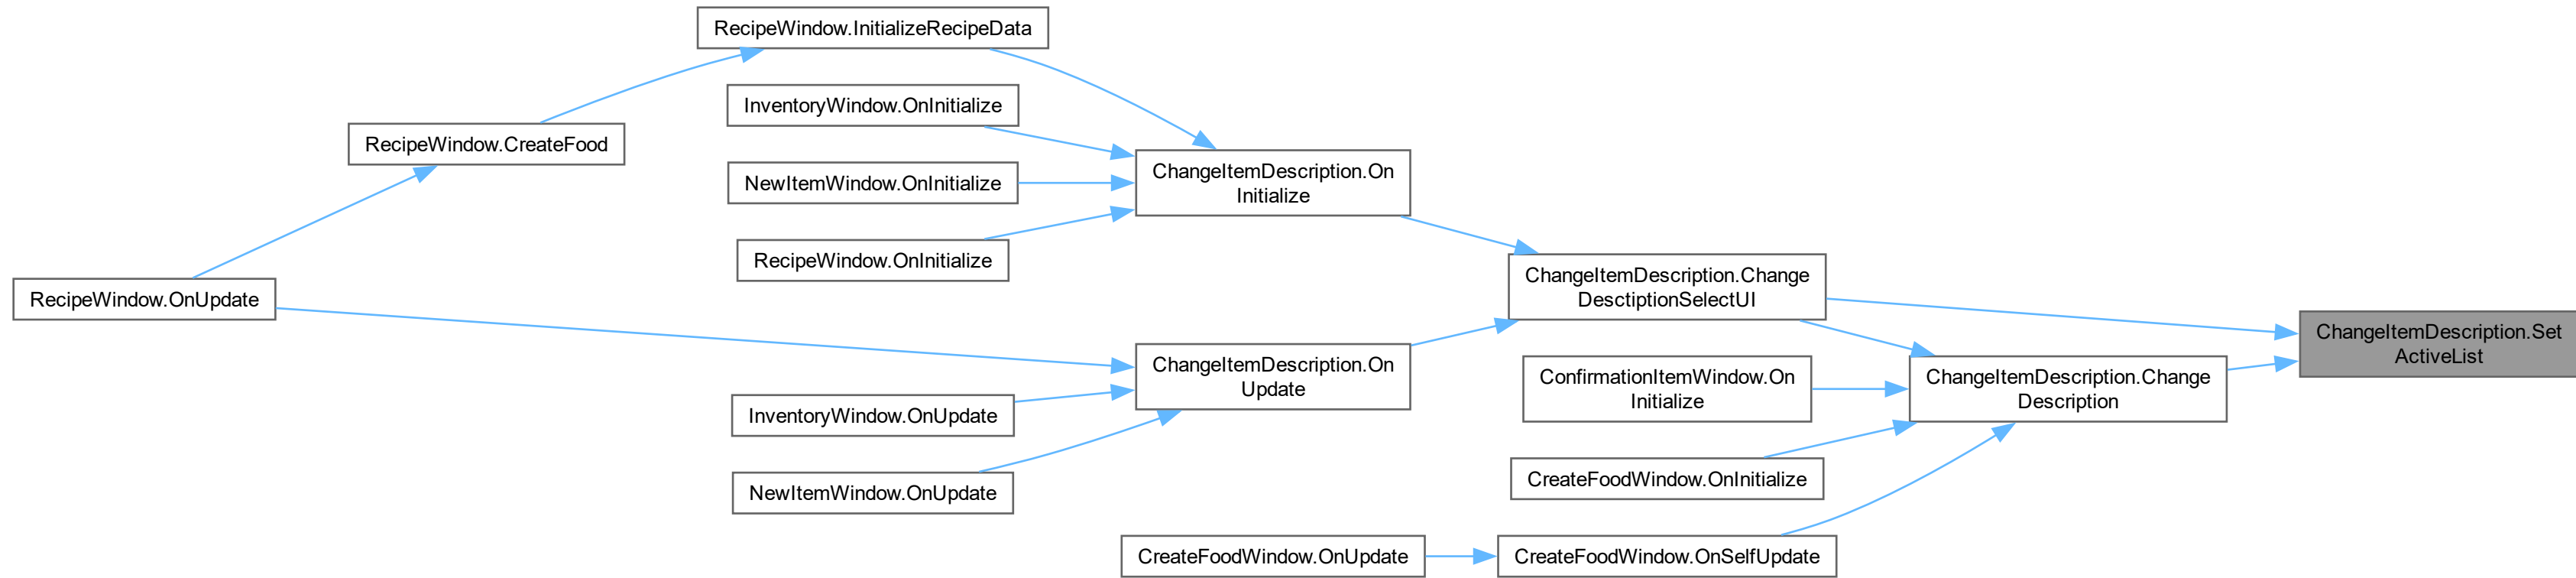 RecipeWindow.InitializeRecipeData
InventoryWindow.OnInitialize
RecipeWindow.CreateFood
NewItemWindow.OnInitialize
ChangeItemDescription.On
Initialize
RecipeWindow.OnInitialize
RecipeWindow.OnUpdate
ChangeItemDescription.Change
DesctiptionSelectUI
ChangeItemDescription.Set
ActiveList
ChangeItemDescription.On
Update
ConfirmationItemWindow.On
Initialize
ChangeItemDescription.Change
Description
InventoryWindow.OnUpdate
CreateFoodWindow.OnInitialize
NewItemWindow.OnUpdate
CreateFoodWindow.OnUpdate
CreateFoodWindow.OnSelfUpdate